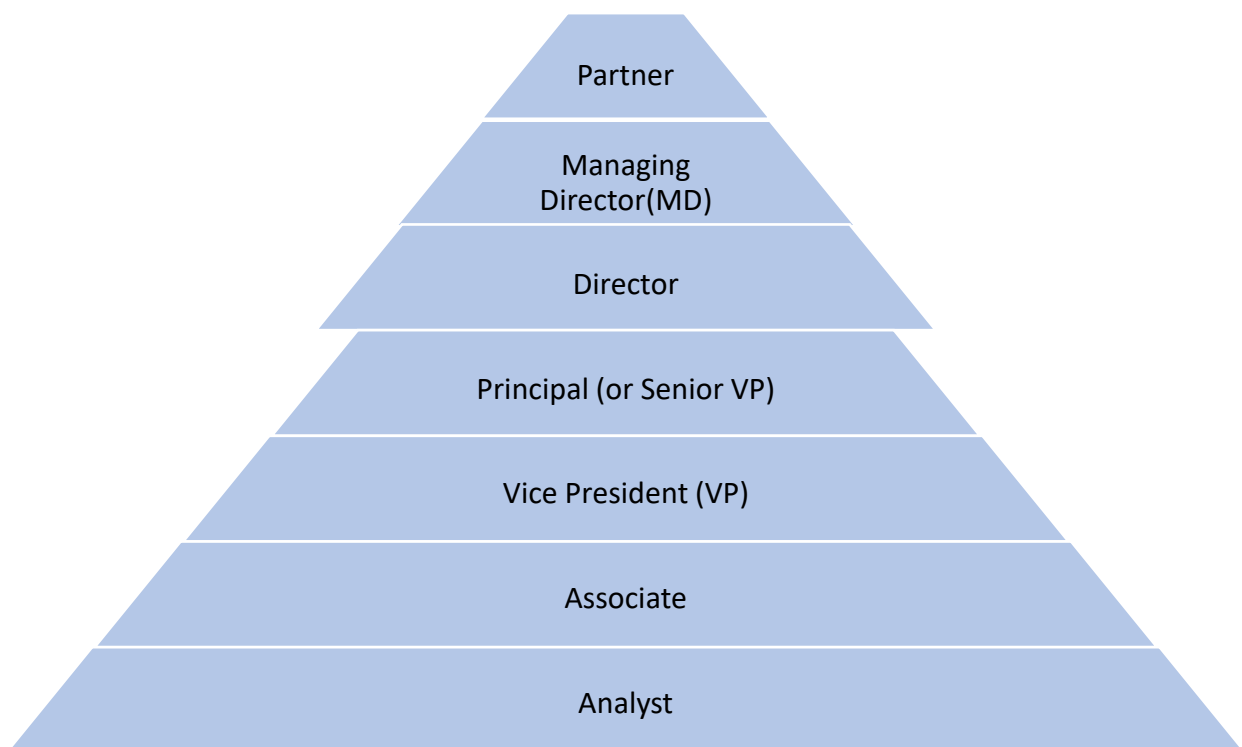 Partner
Managing
Director(MD)
Director
Principal (or Senior VP)
Vice President (VP)
Associate
Analyst